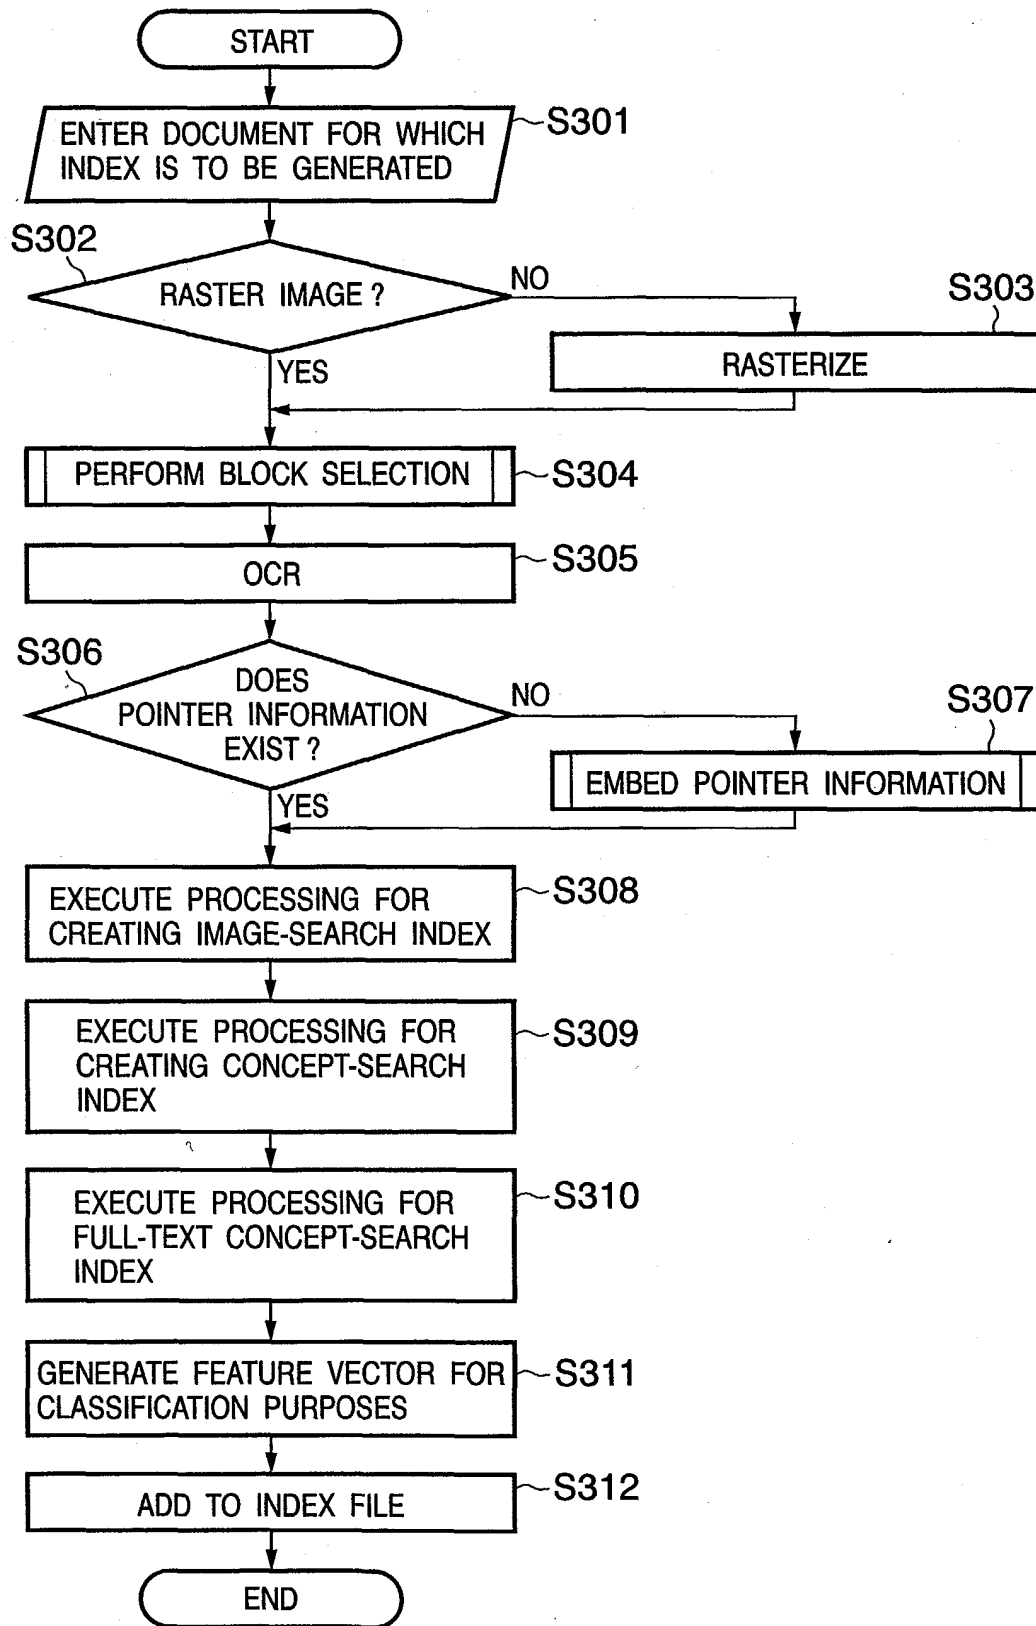 START
ENTER DOCUMENT FOR WHICH
INDEX IS TO BE GENERATED
S301
S302
RASTER IMAGE ?
NO
S303
RASTERIZE
YES
PERFORM BLOCK SELECTION
S304
OCR
S305
S306
DOES
POINTER INFORMATION
EXIST ?
NO
S307
EMBED POINTER INFORMATION
YES
EXECUTE PROCESSING FOR
CREATING IMAGE-SEARCH INDEX
S308
EXECUTE PROCESSING FOR
CREATING CONCEPT-SEARCH
INDEX
S309
EXECUTE PROCESSING FOR
FULL-TEXT CONCEPT-SEARCH
INDEX
S310
GENERATE FEATURE VECTOR FOR
CLASSIFICATION PURPOSES
S311
ADD TO INDEX FILE
S312
END